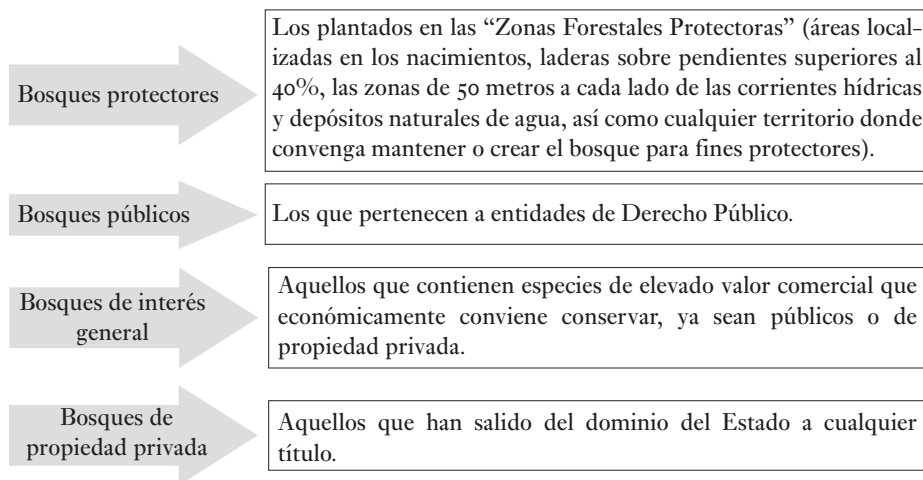 Bosques protectores
Los plantados en las “Zonas Forestales Protectoras” (áreas local-
izadas en los nacimientos, laderas sobre pendientes superiores al
40%, las zonas de 50 metros a cada lado de las corrientes hídricas
y depósitos naturales de agua, así como cualquier territorio donde
convenga mantener o crear el bosque para fines protectores).
Bosques públicos
Los que pertenecen a entidades de Derecho Público.
Bosques de interés
general
Aquellos que contienen especies de elevado valor comercial que
económicamente conviene conservar, ya sean públicos o de
propiedad privada.
Bosques de
propiedad privada
Aquellos que han salido del dominio del Estado a cualquier
título.